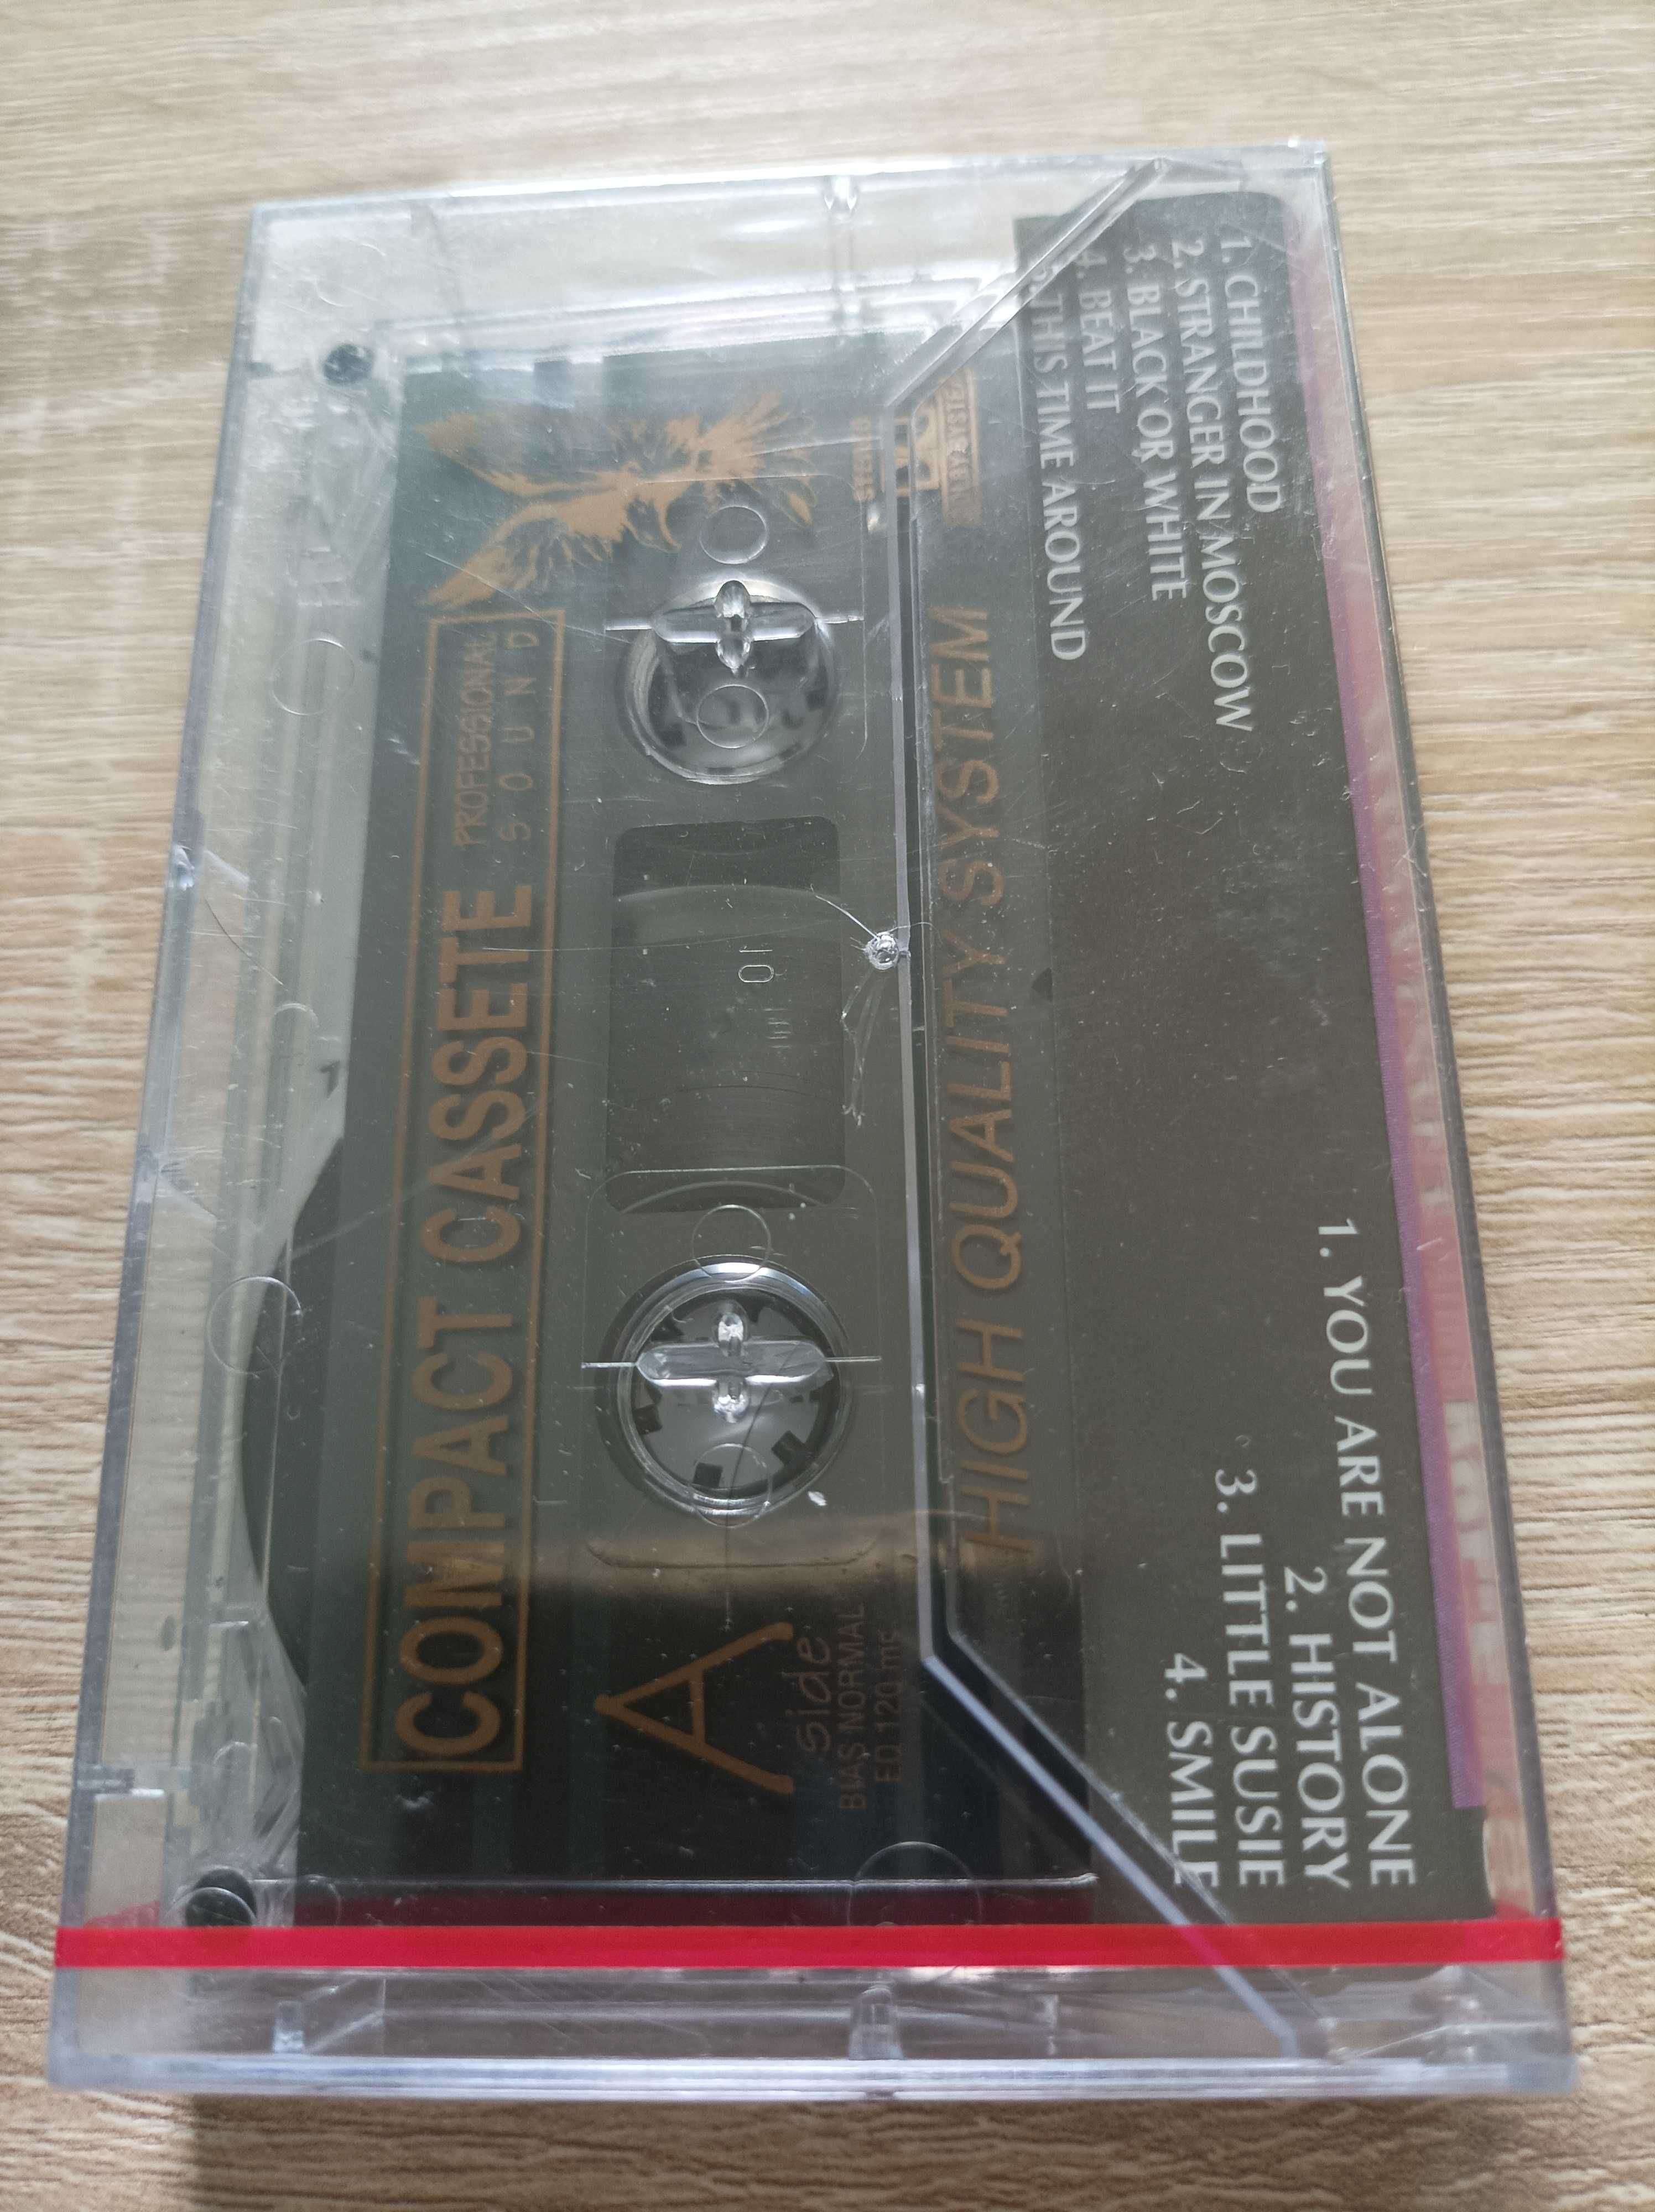 1. CHILDHOOD
2. STRANGER IN MOSCOW
3. BLACK OR WHITE
4. BEAT IT
5. THIS TIME AROUND
1. YOU ARE NOT ALONE
2. HISTORY
3. LITTLE SUSIE
4. SMILE
HIGH QUALITY SYSTEM
A
side
BIAS NORMAL
EQ 120 ms
COMPACT CASSETE
PROFESSIONAL
SOUND